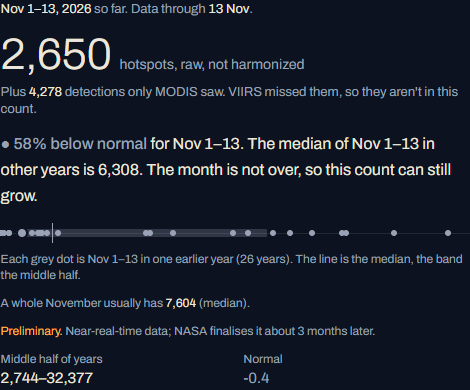 Nov 1–13, 2026 so far. Data through 13 Nov.
2,650 hotspots, raw, not harmonized
Plus 4,278 detections only MODIS saw. VIIRS missed them, so they aren't in this
count.
● 58% below normal for Nov 1–13. The median of Nov 1–13 in
other years is 6,308. The month is not over, so this count can still
grow.
Each grey dot is Nov 1–13 in one earlier year (26 years). The line is the median, the band
the middle half.
A whole November usually has 7,604 (median).
Preliminary. Near-real-time data; NASA finalises it about 3 months later.
Middle half of years
Normal
2,744–32,377
-0.4